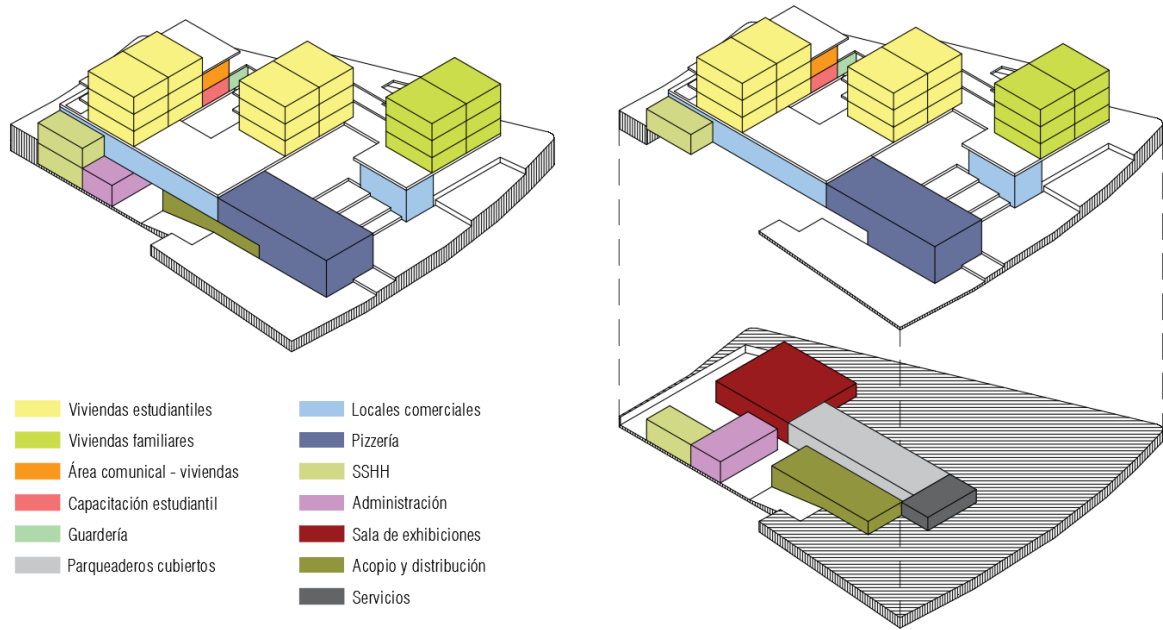 Viviendas estudiantiles
Viviendas familiares
Área comunical - viviendas
Capacitación estudiantil
Guardería
Parqueaderos cubiertos
Locales comerciales
Pizzería
SSHH
Administración
Sala de exhibiciones
Acopio y distribución
Servicios